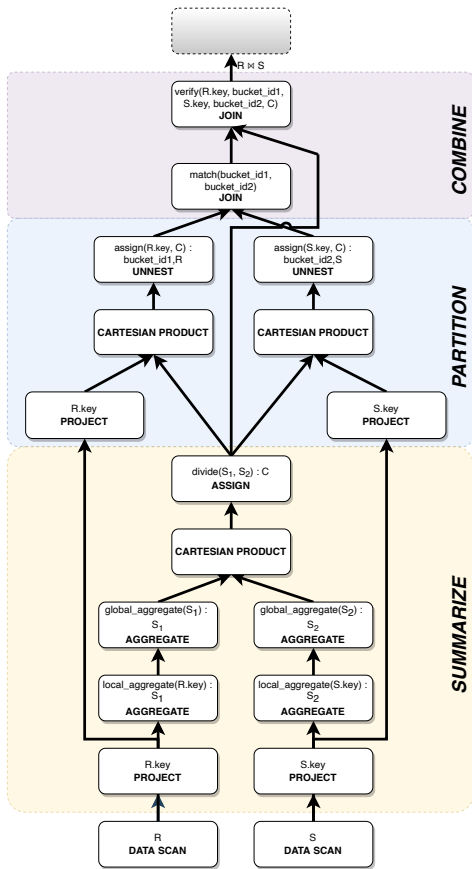 R ⋈ S
verify(R.key, bucket_id1,
S.key, bucket_id2, C)
JOIN
COMBINE
match(bucket_id1,
bucket_id2)
JOIN
assign(R.key, C) :
bucket_id1,R
UNNEST
assign(S.key, C) :
bucket_id2,S
UNNEST
PARTITION
CARTESIAN PRODUCT
CARTESIAN PRODUCT
R.key
PROJECT
S.key
PROJECT
divide(S₁, S₂) : C
ASSIGN
CARTESIAN PRODUCT
SUMMARIZE
global_aggregate(S₁) :
S₁
AGGREGATE
global_aggregate(S₂) :
S₂
AGGREGATE
local_aggregate(R.key) :
S₁
AGGREGATE
local_aggregate(S.key) :
S₂
AGGREGATE
R.key
PROJECT
S.key
PROJECT
R
DATA SCAN
S
DATA SCAN